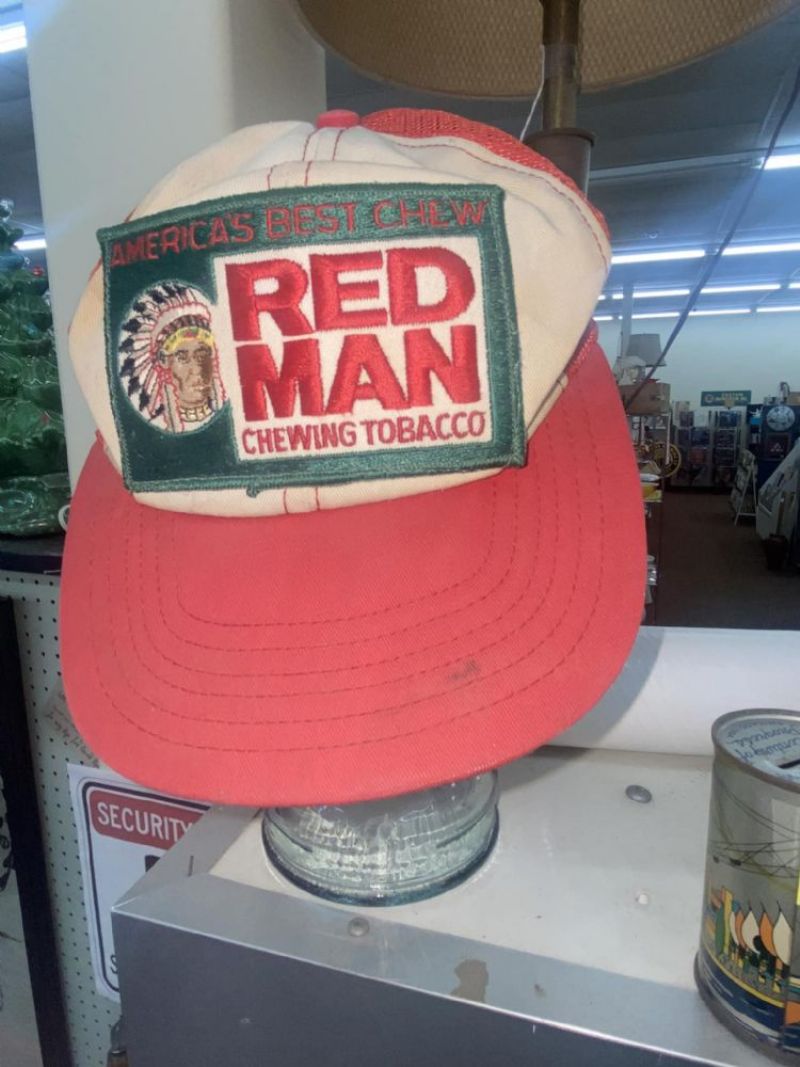 AMERICA'S BEST CHEW
RED
MAN
CHEWING TOBACCO
SECURITY